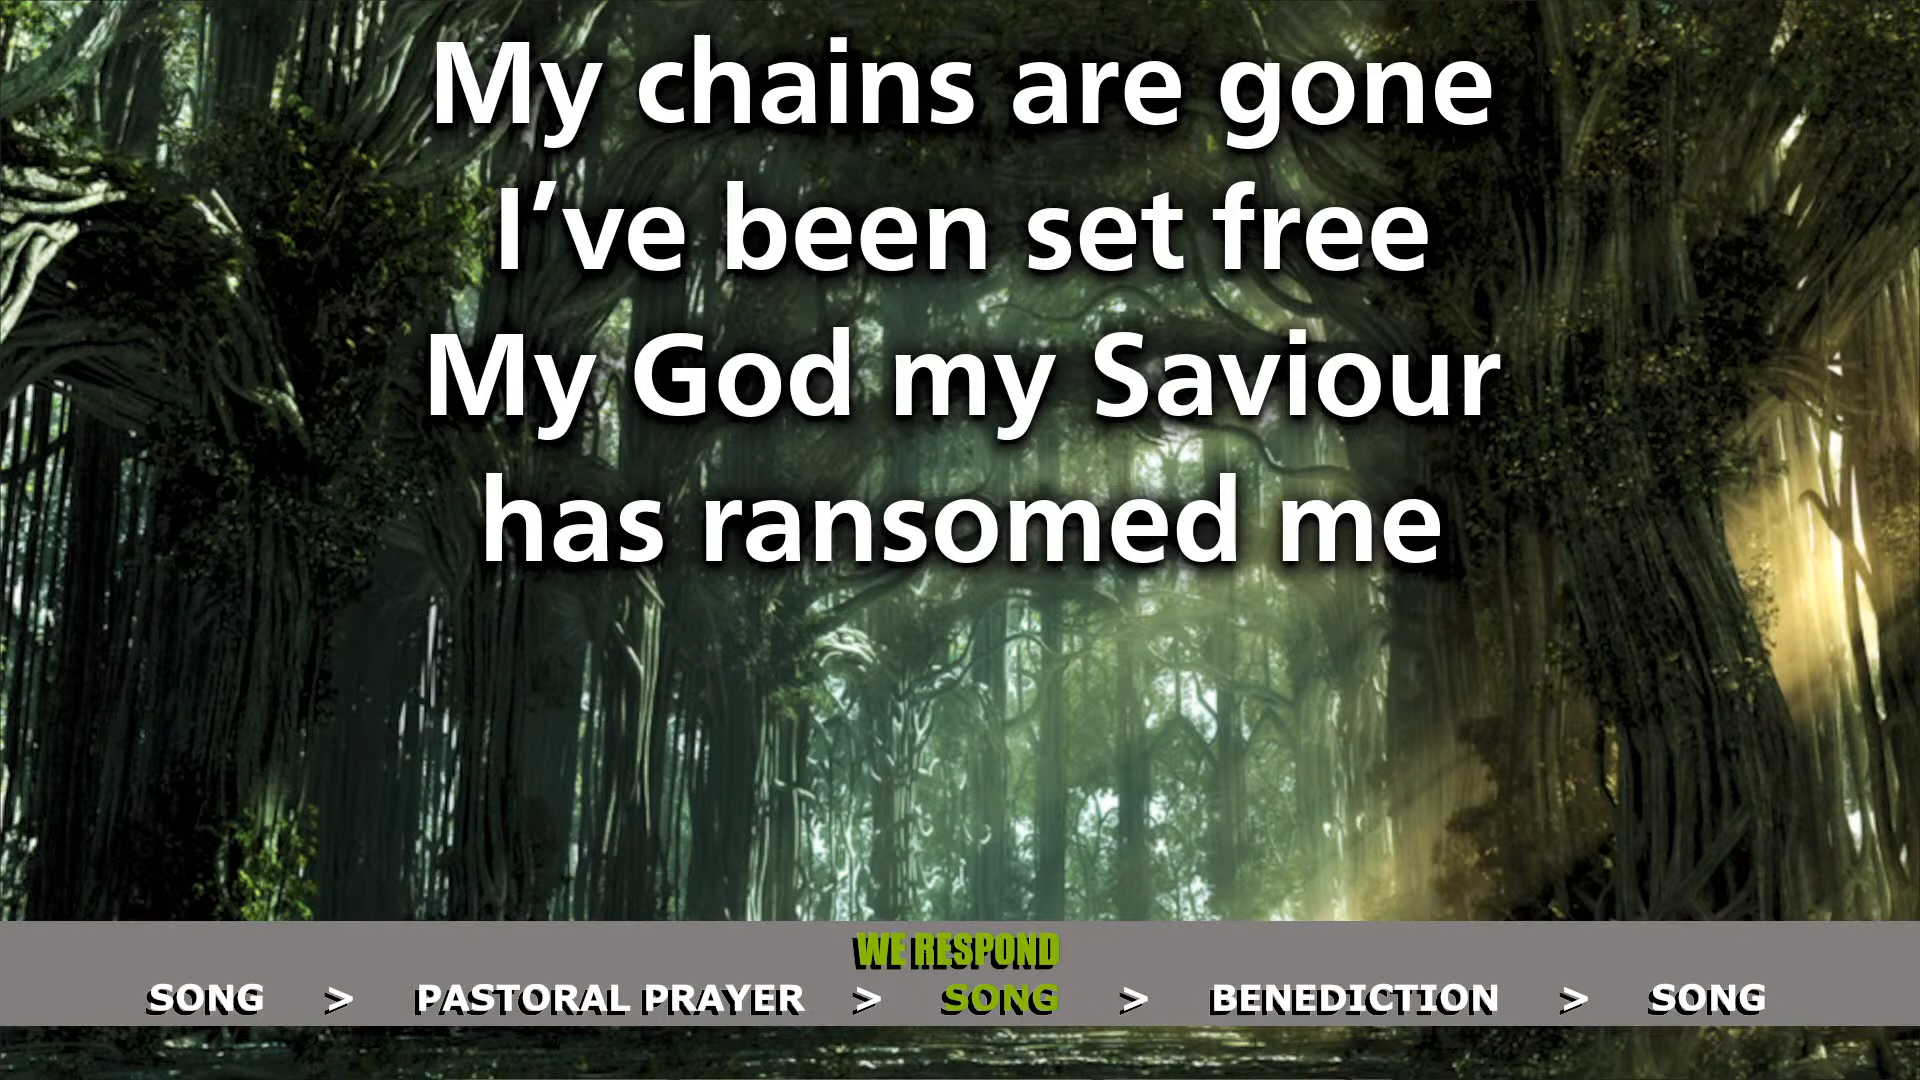 My chains are gone
I’ve been set free
My God my Saviour
has ransomed me
WE RESPOND
SONG > PASTORAL PRAYER > SONG > BENEDICTION > SONG